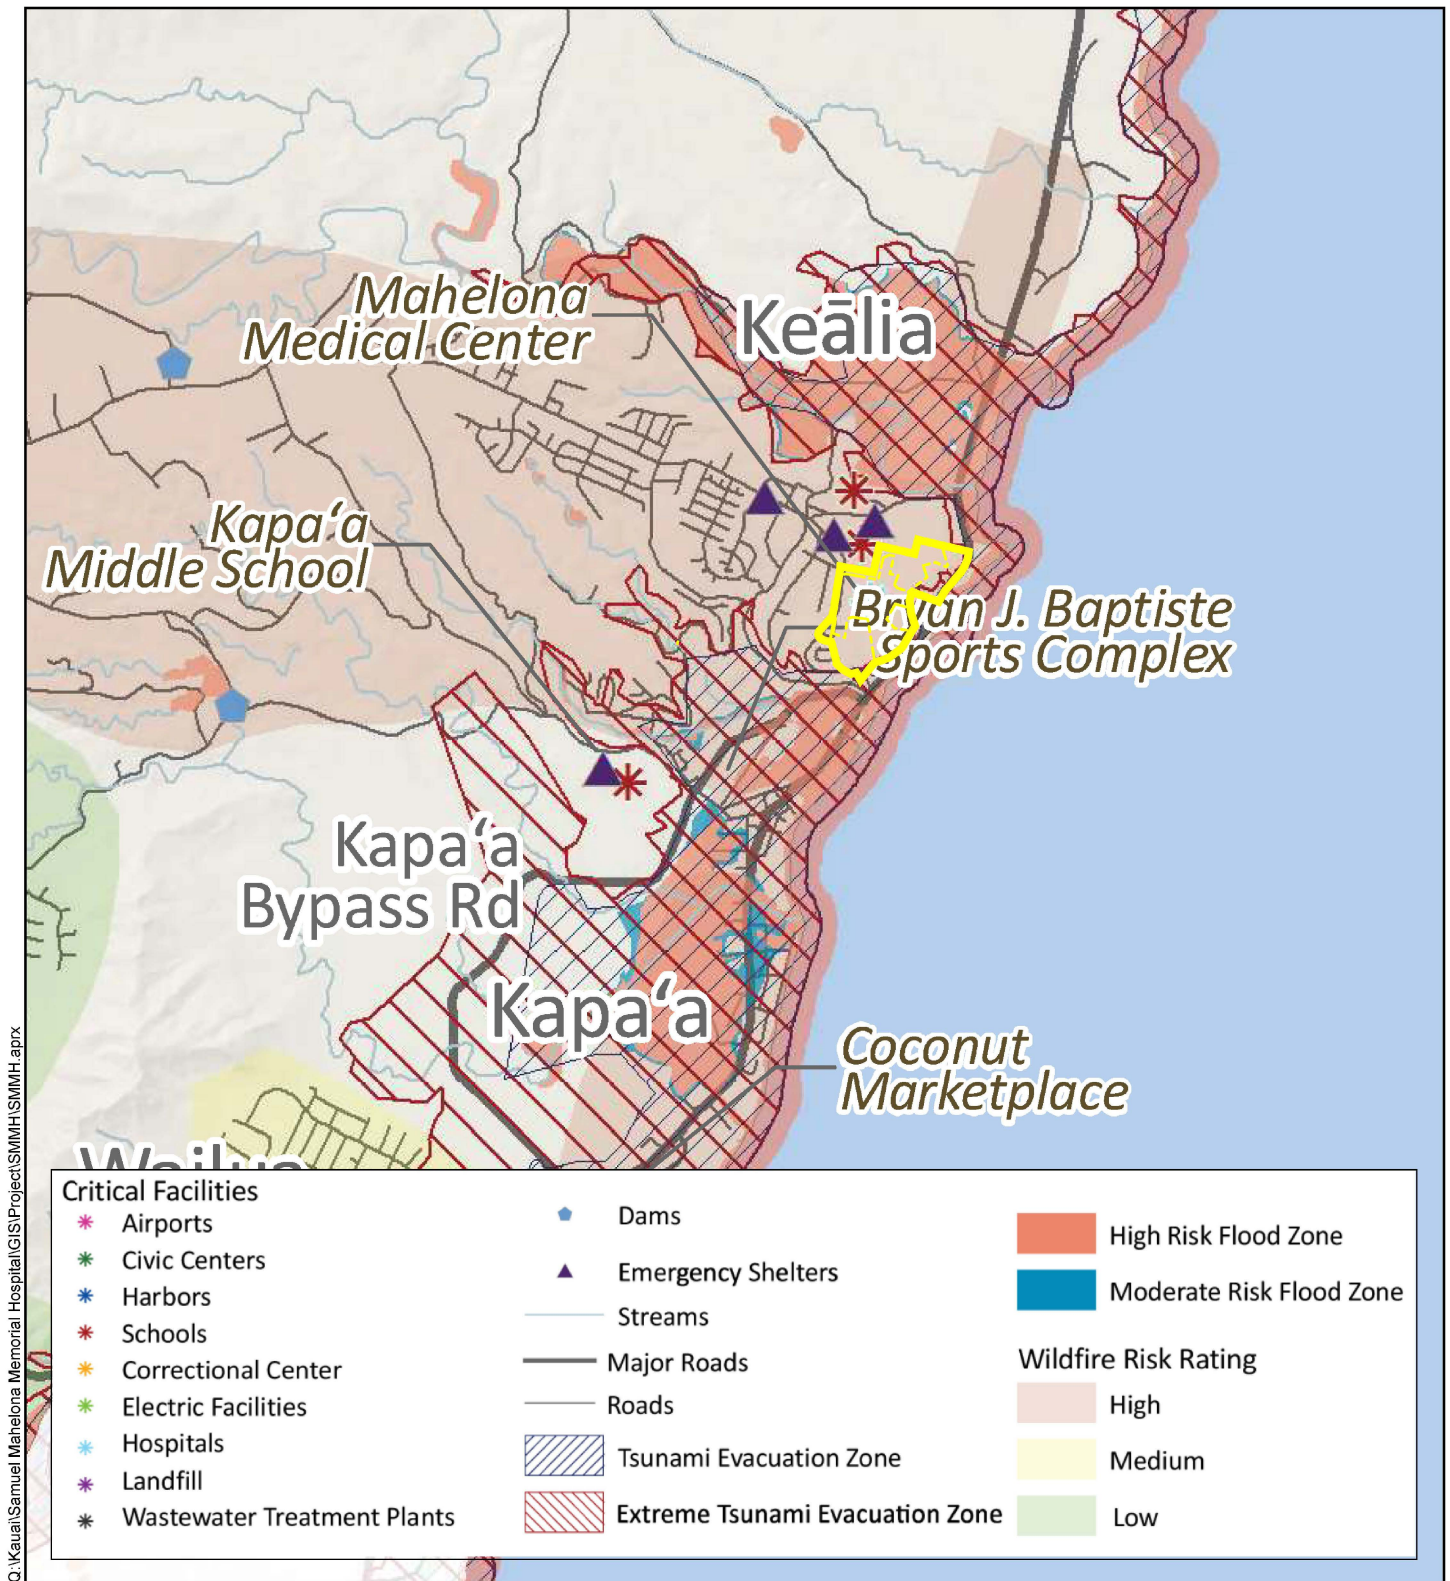 Mahelona
Medical Center
Keālia
Kapaʻa
Middle School
Bryan J. Baptiste
Sports Complex
Kapaʻa
Bypass Rd
Kapaʻa
Coconut
Marketplace
Wailua
Critical Facilities
Airports
Civic Centers
Harbors
Schools
Correctional Center
Electric Facilities
Hospitals
Landfill
Wastewater Treatment Plants
Dams
Emergency Shelters
Streams
Major Roads
Roads
Tsunami Evacuation Zone
Extreme Tsunami Evacuation Zone
High Risk Flood Zone
Moderate Risk Flood Zone
Wildfire Risk Rating
High
Medium
Low
Q:\Kauai\Samuel Mahelona Memorial Hospital\GIS\Project\SMMH\SMMH.aprx